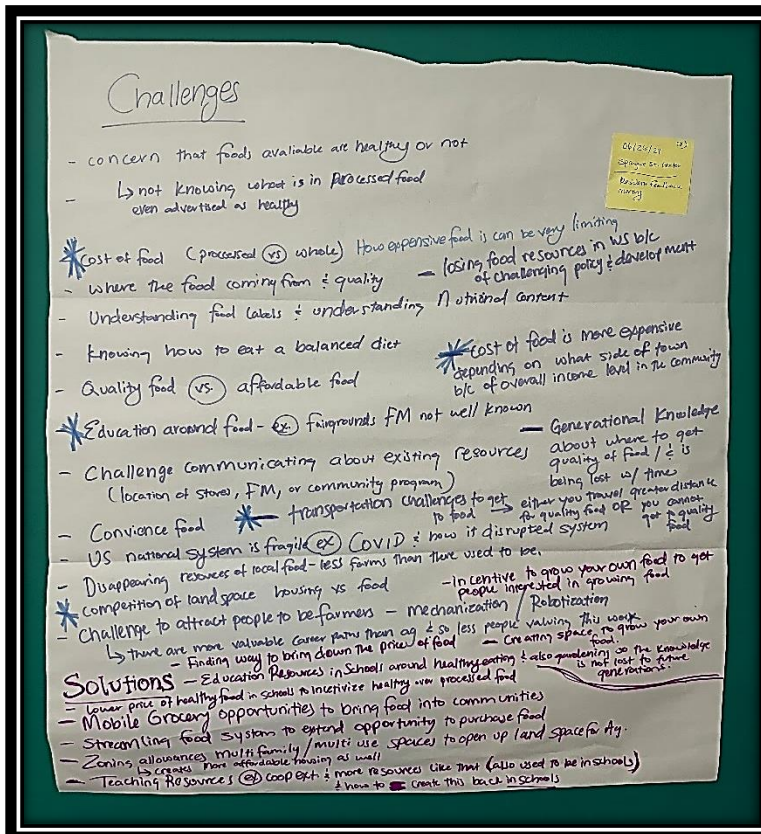 Challenges
06/24/24
Sprague St. Center
- concern that foods avaliable are healthy or not
- ↳ not knowing what is in processed food
even advertised as healthy
* Cost of food (processed vs whole) How expensive food is can be very limiting
- where the food coming from & quality
- losing food resources in WS b/c
of challenging policy & development
- Understanding food labels & understanding Nutrional content
- Knowing how to eat a balanced diet
* Cost of food is more expensive
depending on what side of town
b/c of overall income level in the community
- Quality food vs. affordable food
* Education around food - ex. Fairgrounds FM not well known
- Generational Knowledge
about where to get
quality of food / & is
being lost w/ time
- Challenge communicating about existing resources
(location of stores, FM, or community program)
* - transportation challenges to get
to food → either you travel greater distance
for quality food OR you cannot
get quality
food
- Convience food
- US national system is fragile ex COVID & how it disrupted system
- Disappearing resources of local food - less farms than there used to be.
* competition of land space housing vs food
- incentive to grow your own food to get
people interested in growing food
- Challenge to attract people to be farmers - mechanization / Robotization
↳ there are more valuable career paths than ag & so less people valuing this work
- Finding way to bring down the price of food
- Creating space to grow your own
food
& also gardening so the knowledge
is not lost to future
generations.
Solutions - Education Resources in Schools around healthy eating
- lower price of healthy food in schools to incetivize healthy over processed food
- Mobile Grocery opportunities to bring food into communities
- Streamling food system to extend opportunity to purchase food
- Zoning allowances multi family / multi use spaces to open up land space for Ag.
↳ creates more affordable housing as well
- Teaching Resources ex coop ext & more resources like that (also used to be in schools)
& how to create this back in schools